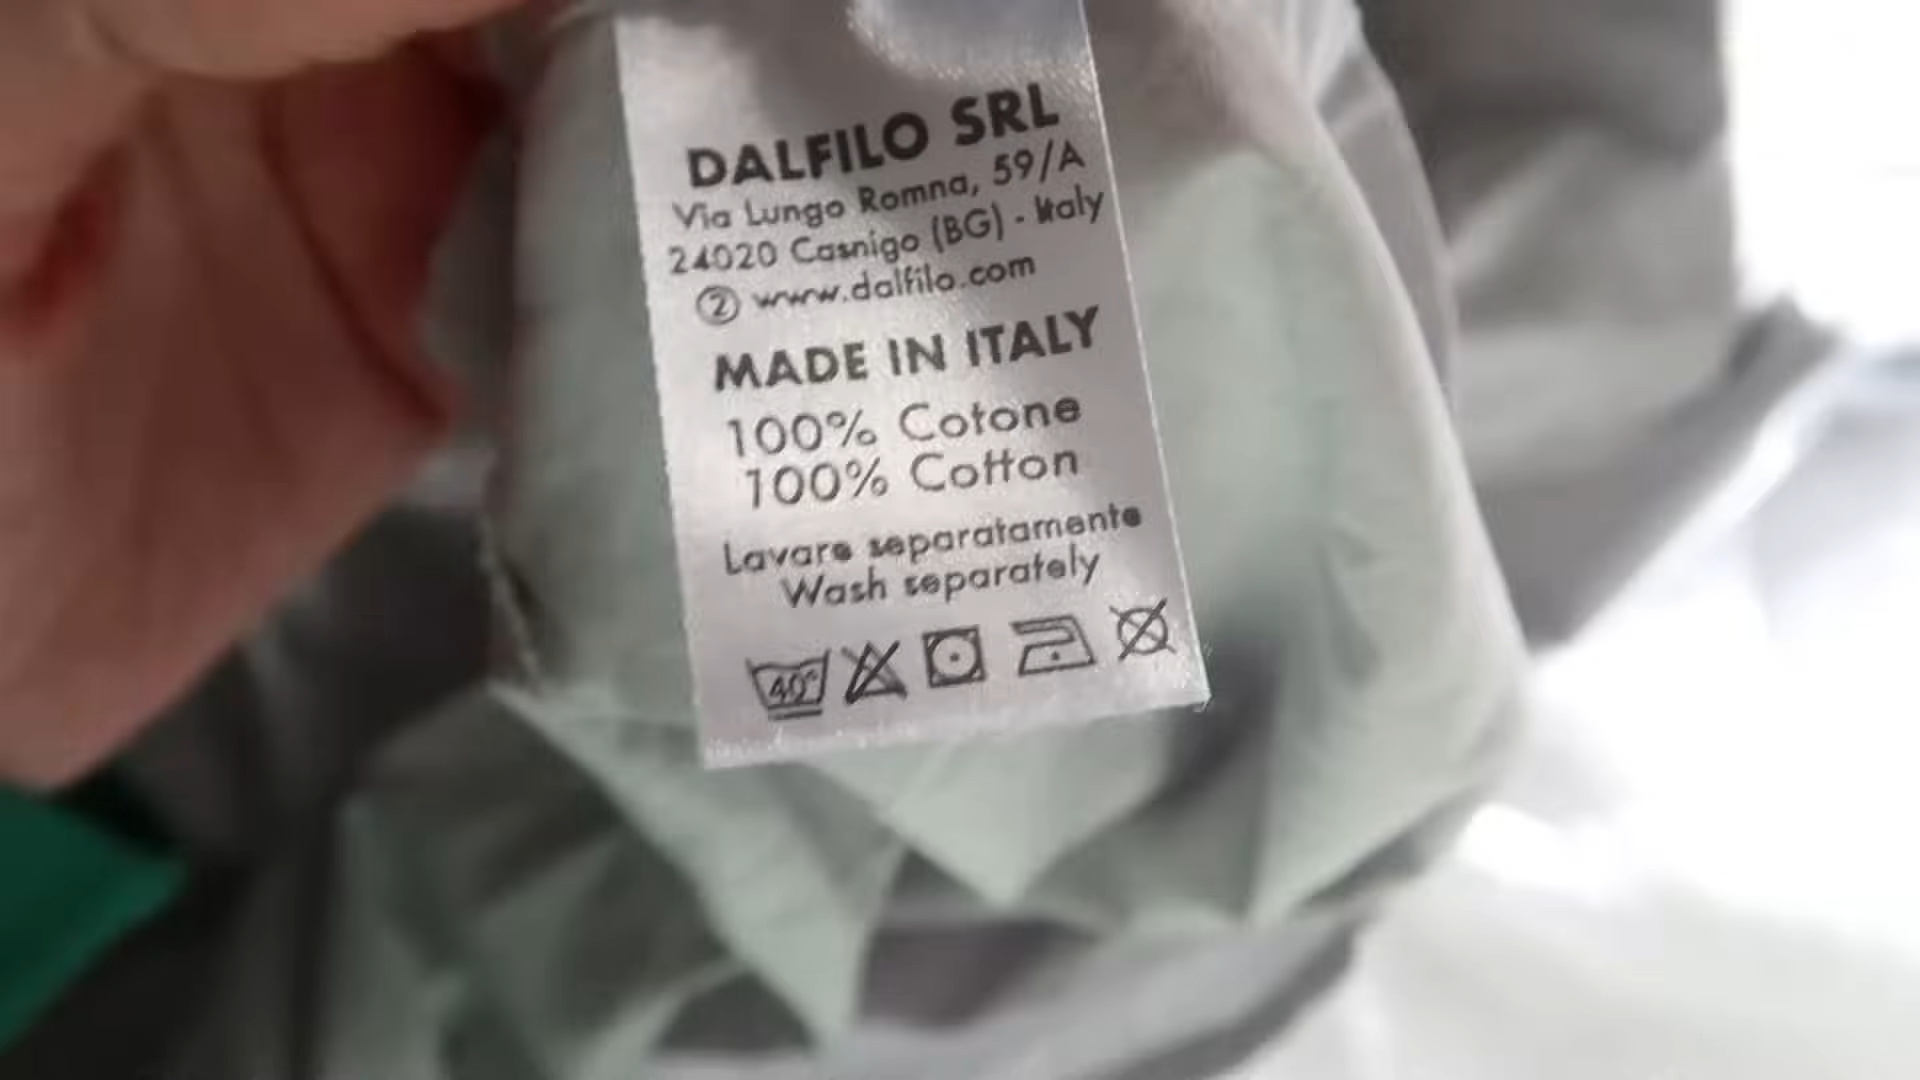 DALFILO SRL
Via Lungo Romna, 59/A
24020 Casnigo (BG) - Italy
② www.dalfilo.com
MADE IN ITALY
100% Cotone
100% Cotton
Lavare separatamente
Wash separately
40°